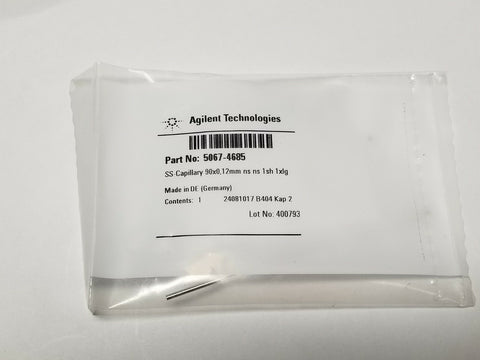 Agilent Technologies
Part No: 5067-4685
SS-Capillary 90x0,12mm ns ns 1sh 1xlg
Made in DE (Germany)
Contents: 1 24081017 B404 Kap 2
Lot No: 400793